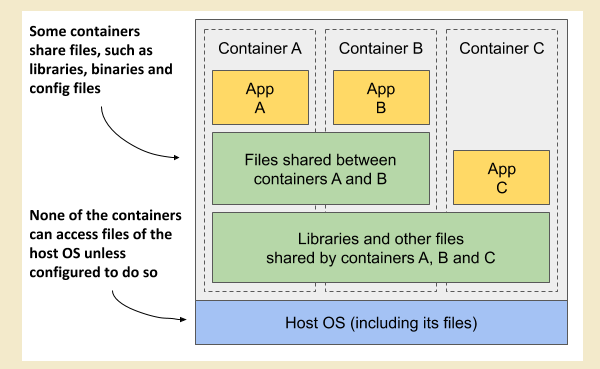 Some containers
share files, such as
libraries, binaries and
config files
None of the containers
can access files of the
host OS unless
configured to do so
Container A
Container B
Container C
App
A
App
B
Files shared between
containers A and B
App
C
Libraries and other files
shared by containers A, B and C
Host OS (including its files)